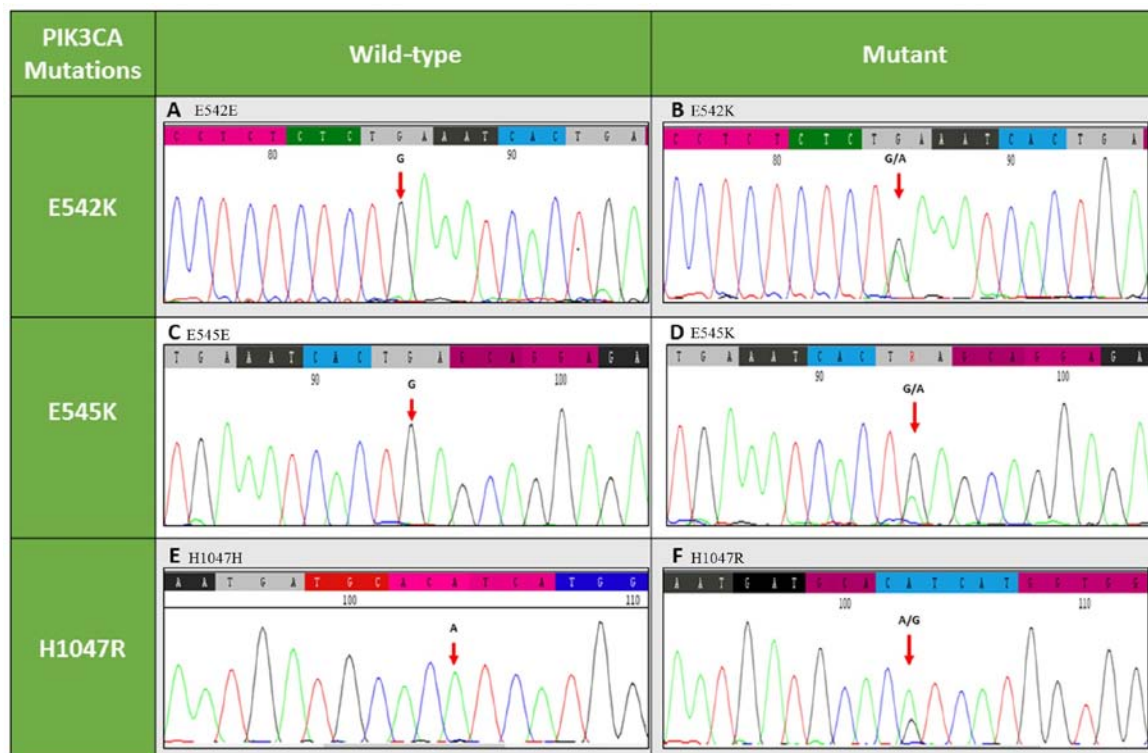 PIK3CA
Mutations
Wild-type
Mutant
E542K
A E542E
C C T C T C T C T G A A A T C A C T G A
80 90
G
B E542K
C C T C T C T C T G A A A T C A C T G A
80 90
G/A
E545K
C E545E
T G A A A T C A C T G A G C A G G A G A
90 100
G
D E545K
T G A A A T C A C T R A G C A G G A G A
90 100
G/A
H1047R
E H1047H
A A T G A T G C A C A T C A T G G
100 110
A
F H1047R
A A T G A T G C A C A T C A T G G T G G
100 110
A/G